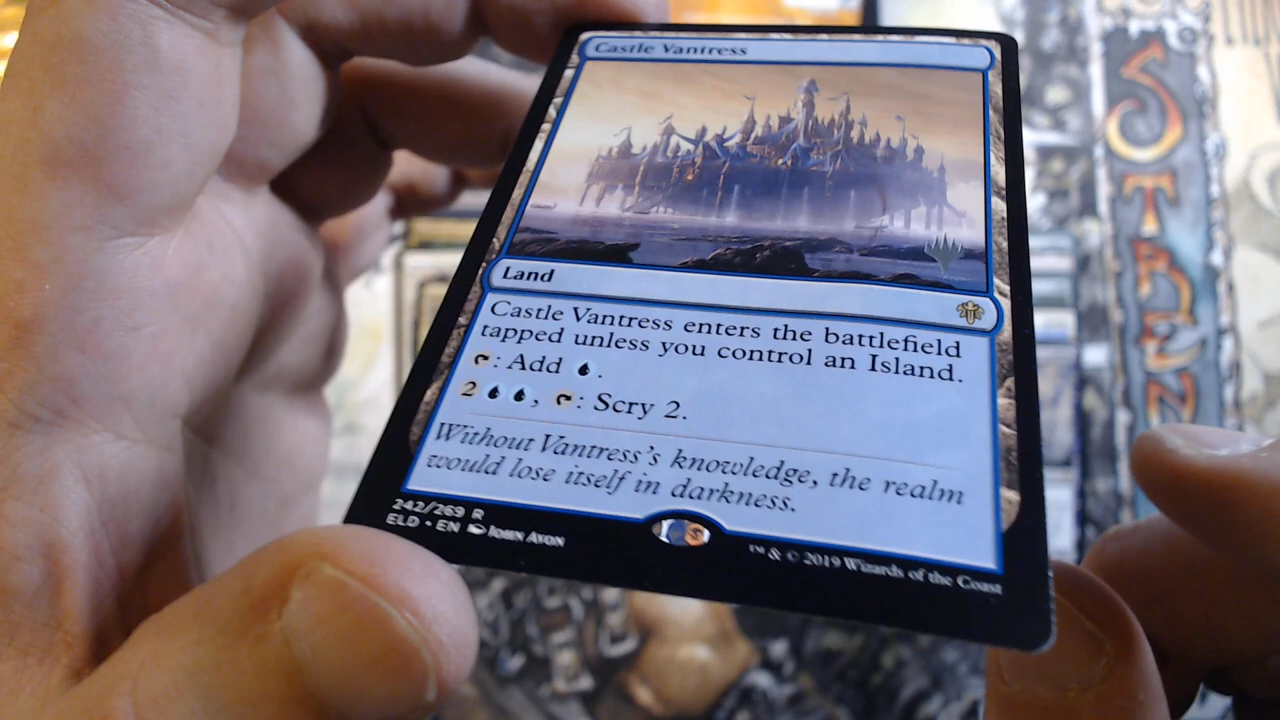 Castle Vantress
Land
Castle Vantress enters the battlefield
tapped unless you control an Island.
: Add .
2 , : Scry 2.
Without Vantress's knowledge, the realm
would lose itself in darkness.
242/269 R
ELD • EN John Avon
™ & © 2019 Wizards of the Coast
STREN